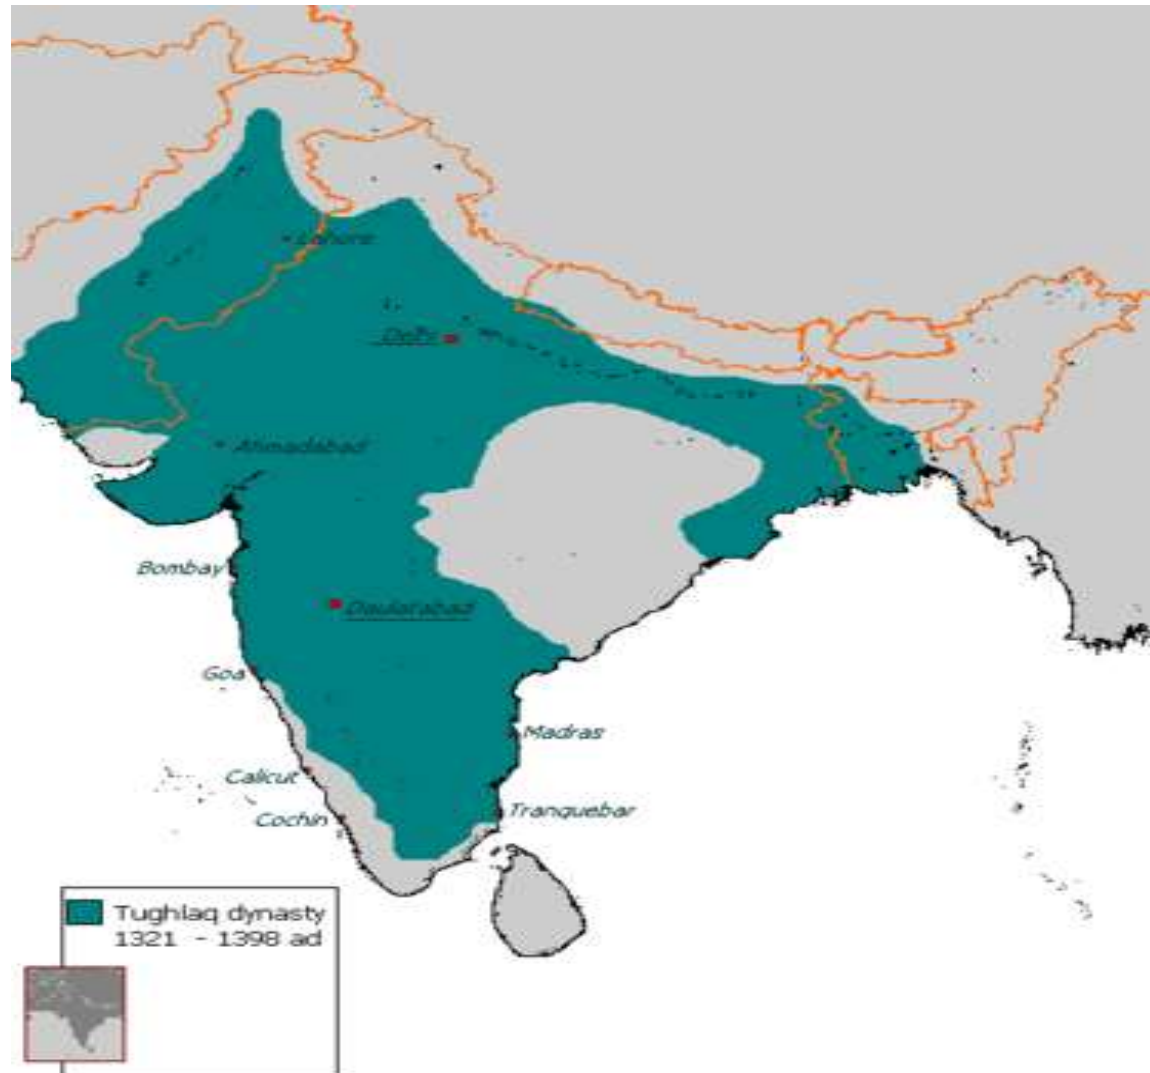 Lahore
Delhi
Ahmadabad
Bombay
Daulatabad
Goa
Madras
Calicut
Tranquebar
Cochin
Tughlaq dynasty
1321 - 1398 ad